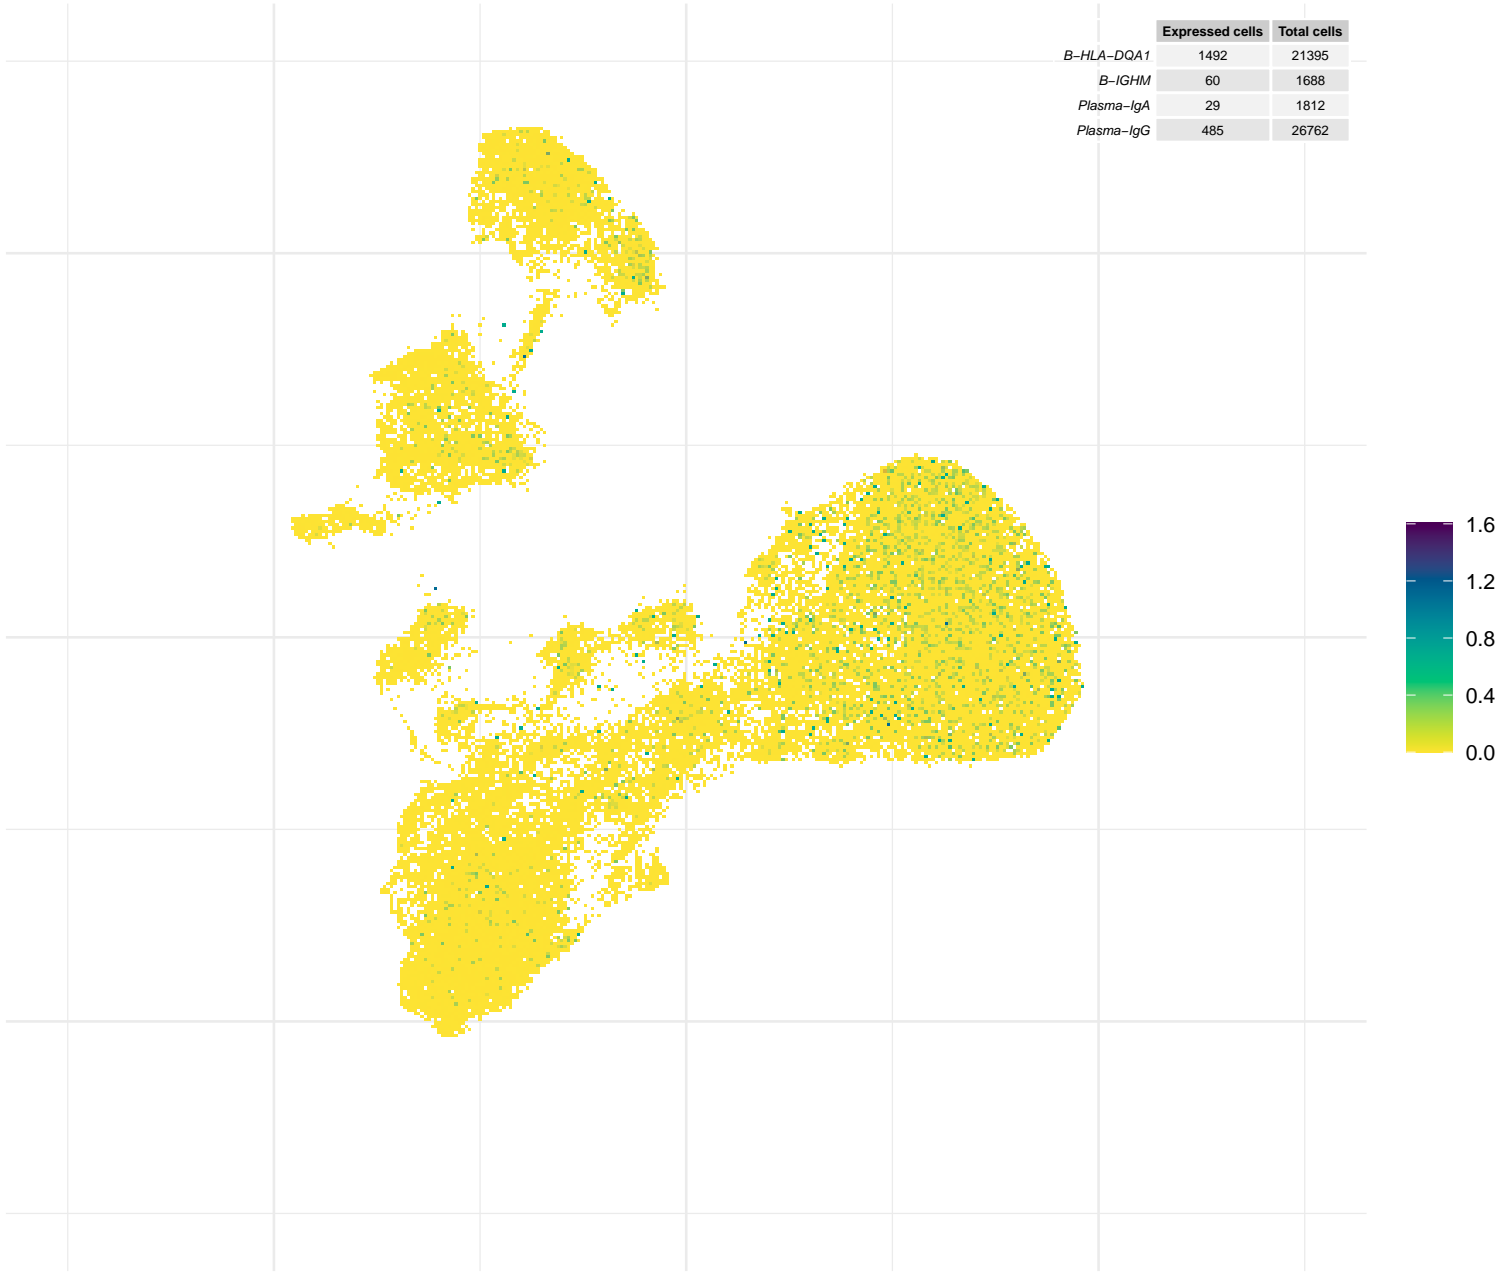 Expressed cells Total cells
B−HLA−DQA1 1492 21395
B−IGHM 60 1688
Plasma−IgA 29 1812
Plasma−IgG 485 26762
1.6
1.2
0.8
0.4
0.0